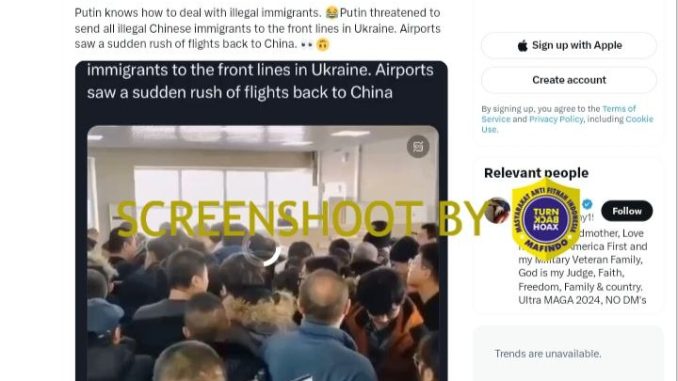 Putin knows how to deal with illegal immigrants. 😂Putin threatened to
send all illegal Chinese immigrants to the front lines in Ukraine. Airports
saw a sudden rush of flights back to China. 👀 🙃
immigrants to the front lines in Ukraine. Airports
saw a sudden rush of flights back to China
SCREENSHOOT BY
MASYARAKAT ANTI FITNAH INDONESIA
TURN
BACK
HOAX
MAFINDO
Sign up with Apple
Create account
By signing up, you agree to the Terms of
Service and Privacy Policy, including Cookie
Use.
Relevant people
Follow
Love
America First and
my Military Veteran Family,
God is my Judge, Faith,
Freedom, Family & country.
Ultra MAGA 2024, NO DM's
Trends are unavailable.